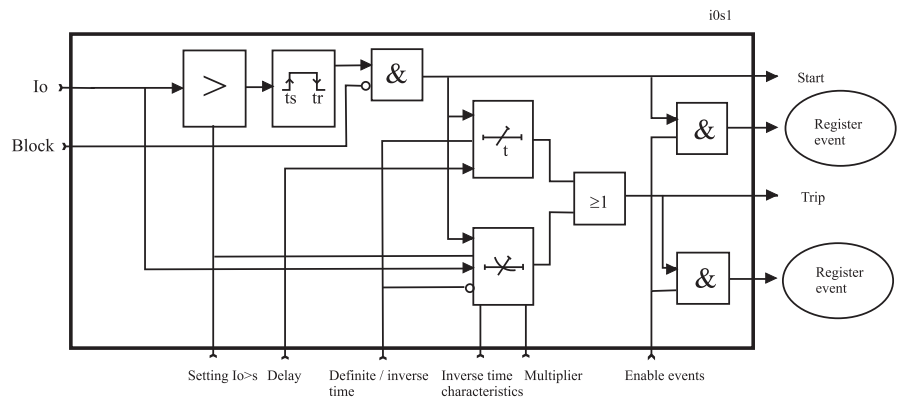 i0s1
Io
>
ts tr
&
Start
Block
t
&
Register
event
≥1
Trip
&
Register
event
Setting Io>s
Delay
Definite / inverse
time
Inverse time
characteristics
Multiplier
Enable events